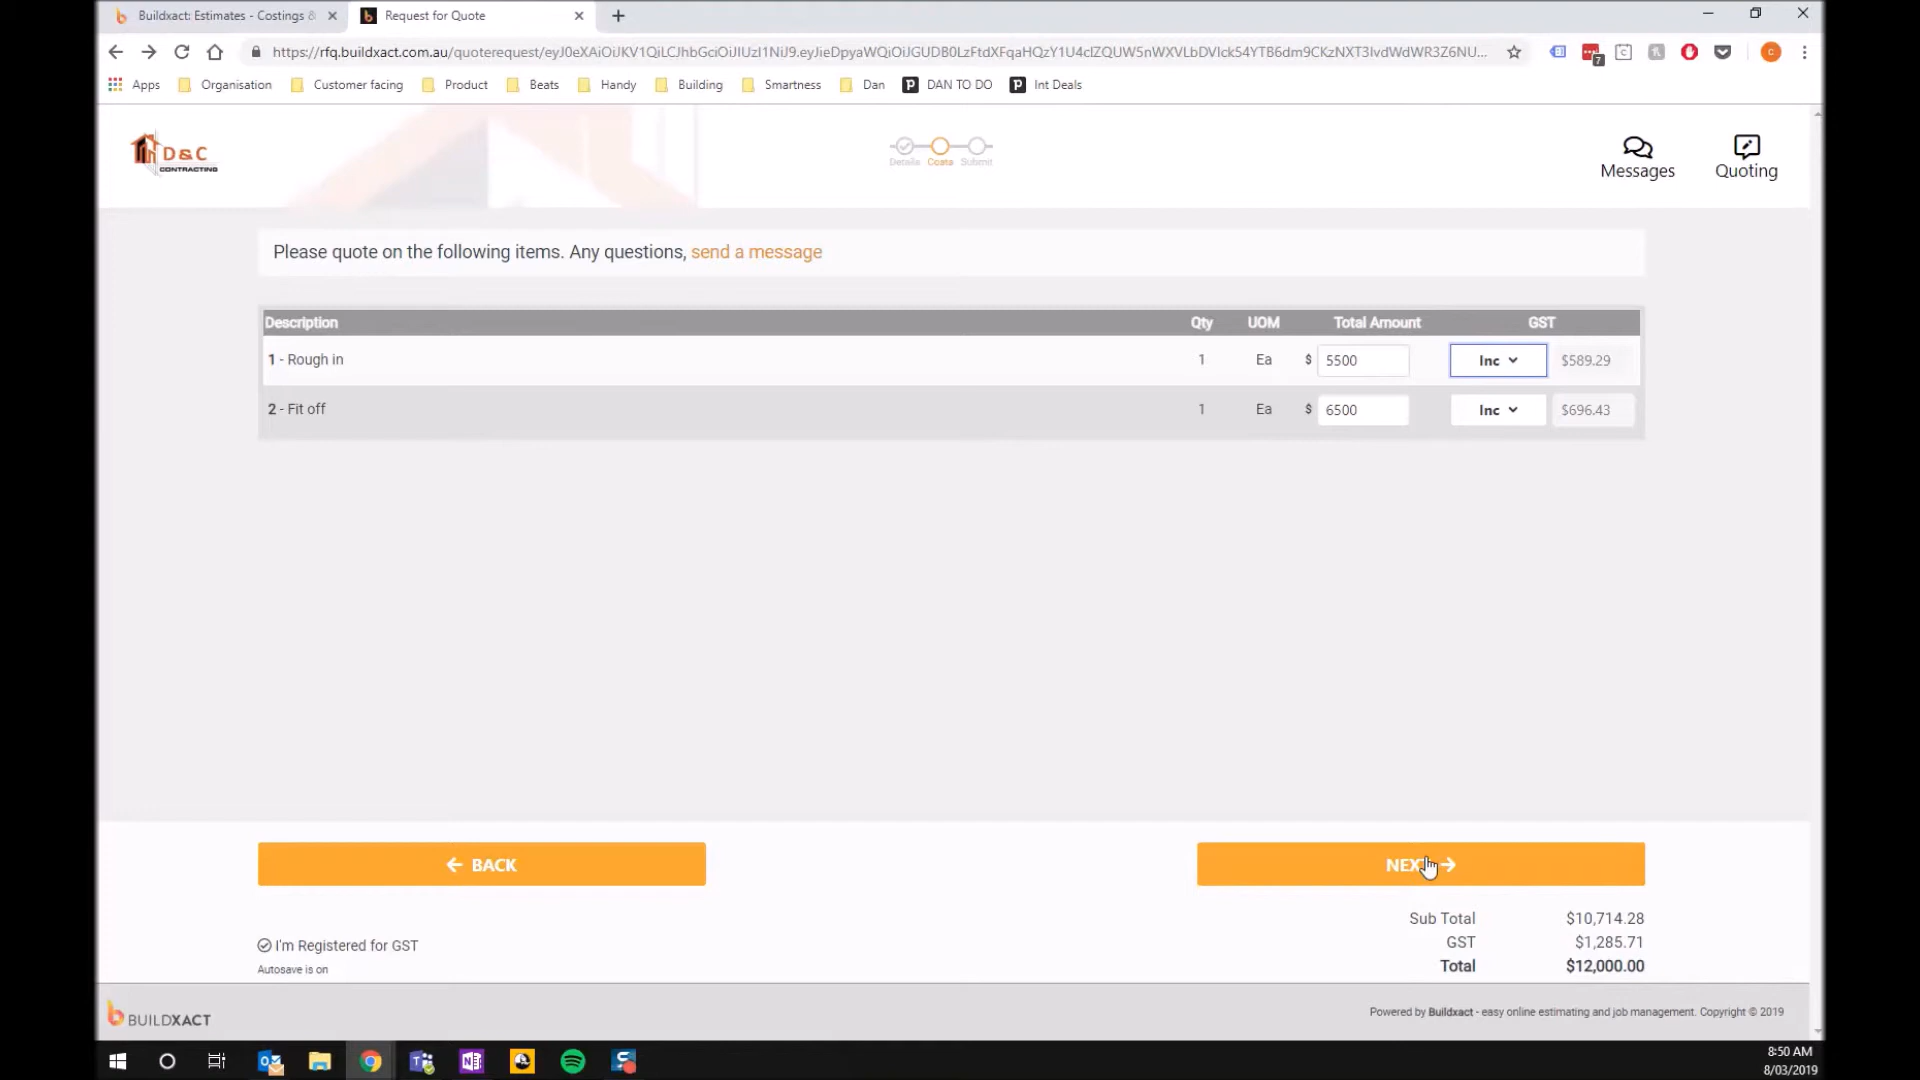 Buildxact: Estimates - Costings &
Request for Quote
https://rfq.buildxact.com.au/quoterequest/
Apps Organisation Customer facing Product Beats Handy Building Smartness Dan DAN TO DO Int Deals
D&C
CONTRACTING
Details Costs Submit
Messages
Quoting
Please quote on the following items. Any questions, send a message
Description Qty UOM Total Amount GST
1 - Rough in 1 Ea $ 5500 Inc $589.29
2 - Fit off 1 Ea $ 6500 Inc $696.43
BACK
NEXT
Sub Total $10,714.28
I'm Registered for GST
GST $1,285.71
Autosave is on
Total $12,000.00
BUILDXACT
Powered by Buildxact - easy online estimating and job management. Copyright © 2019
8:50 AM
8/03/2019